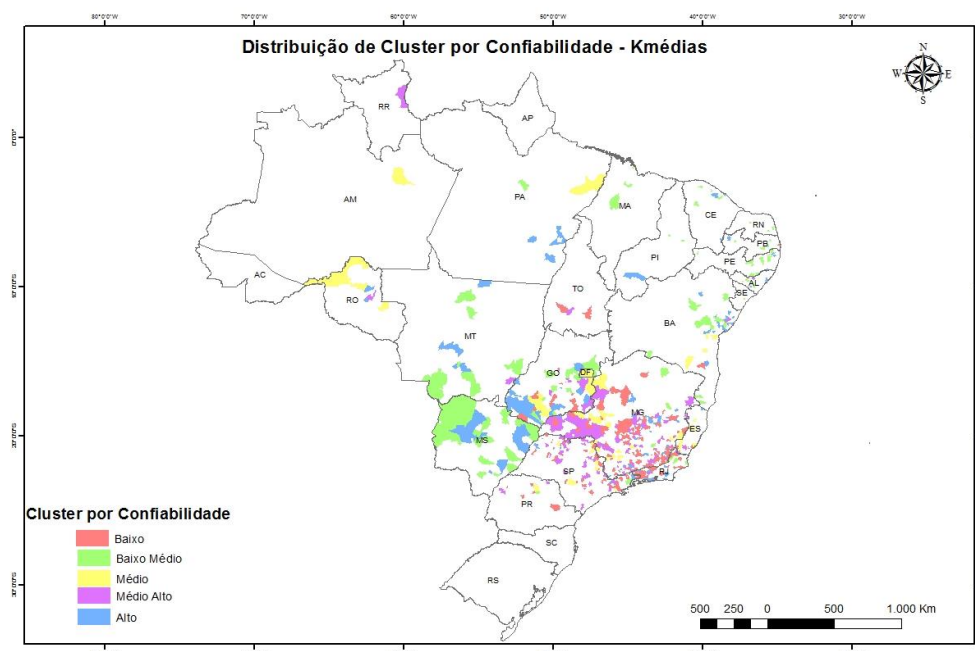 80°0'0"
70°0'0"
60°0'0"
50°0'0"
40°0'0"
30°0'0"
Distribuição de Cluster por Confiabilidade - Kmédias
N
W
E
S
RR
AP
0°0'0"
AM
PA
MA
CE
RN
PB
PI
PE
AC
AL
SE
TO
RO
BA
MT
GO
DF
MG
ES
MS
SP
RJ
PR
SC
RS
Cluster por Confiabilidade
Baixo
Baixo Médio
Médio
Médio Alto
Alto
500 250 0 500 1.000 Km